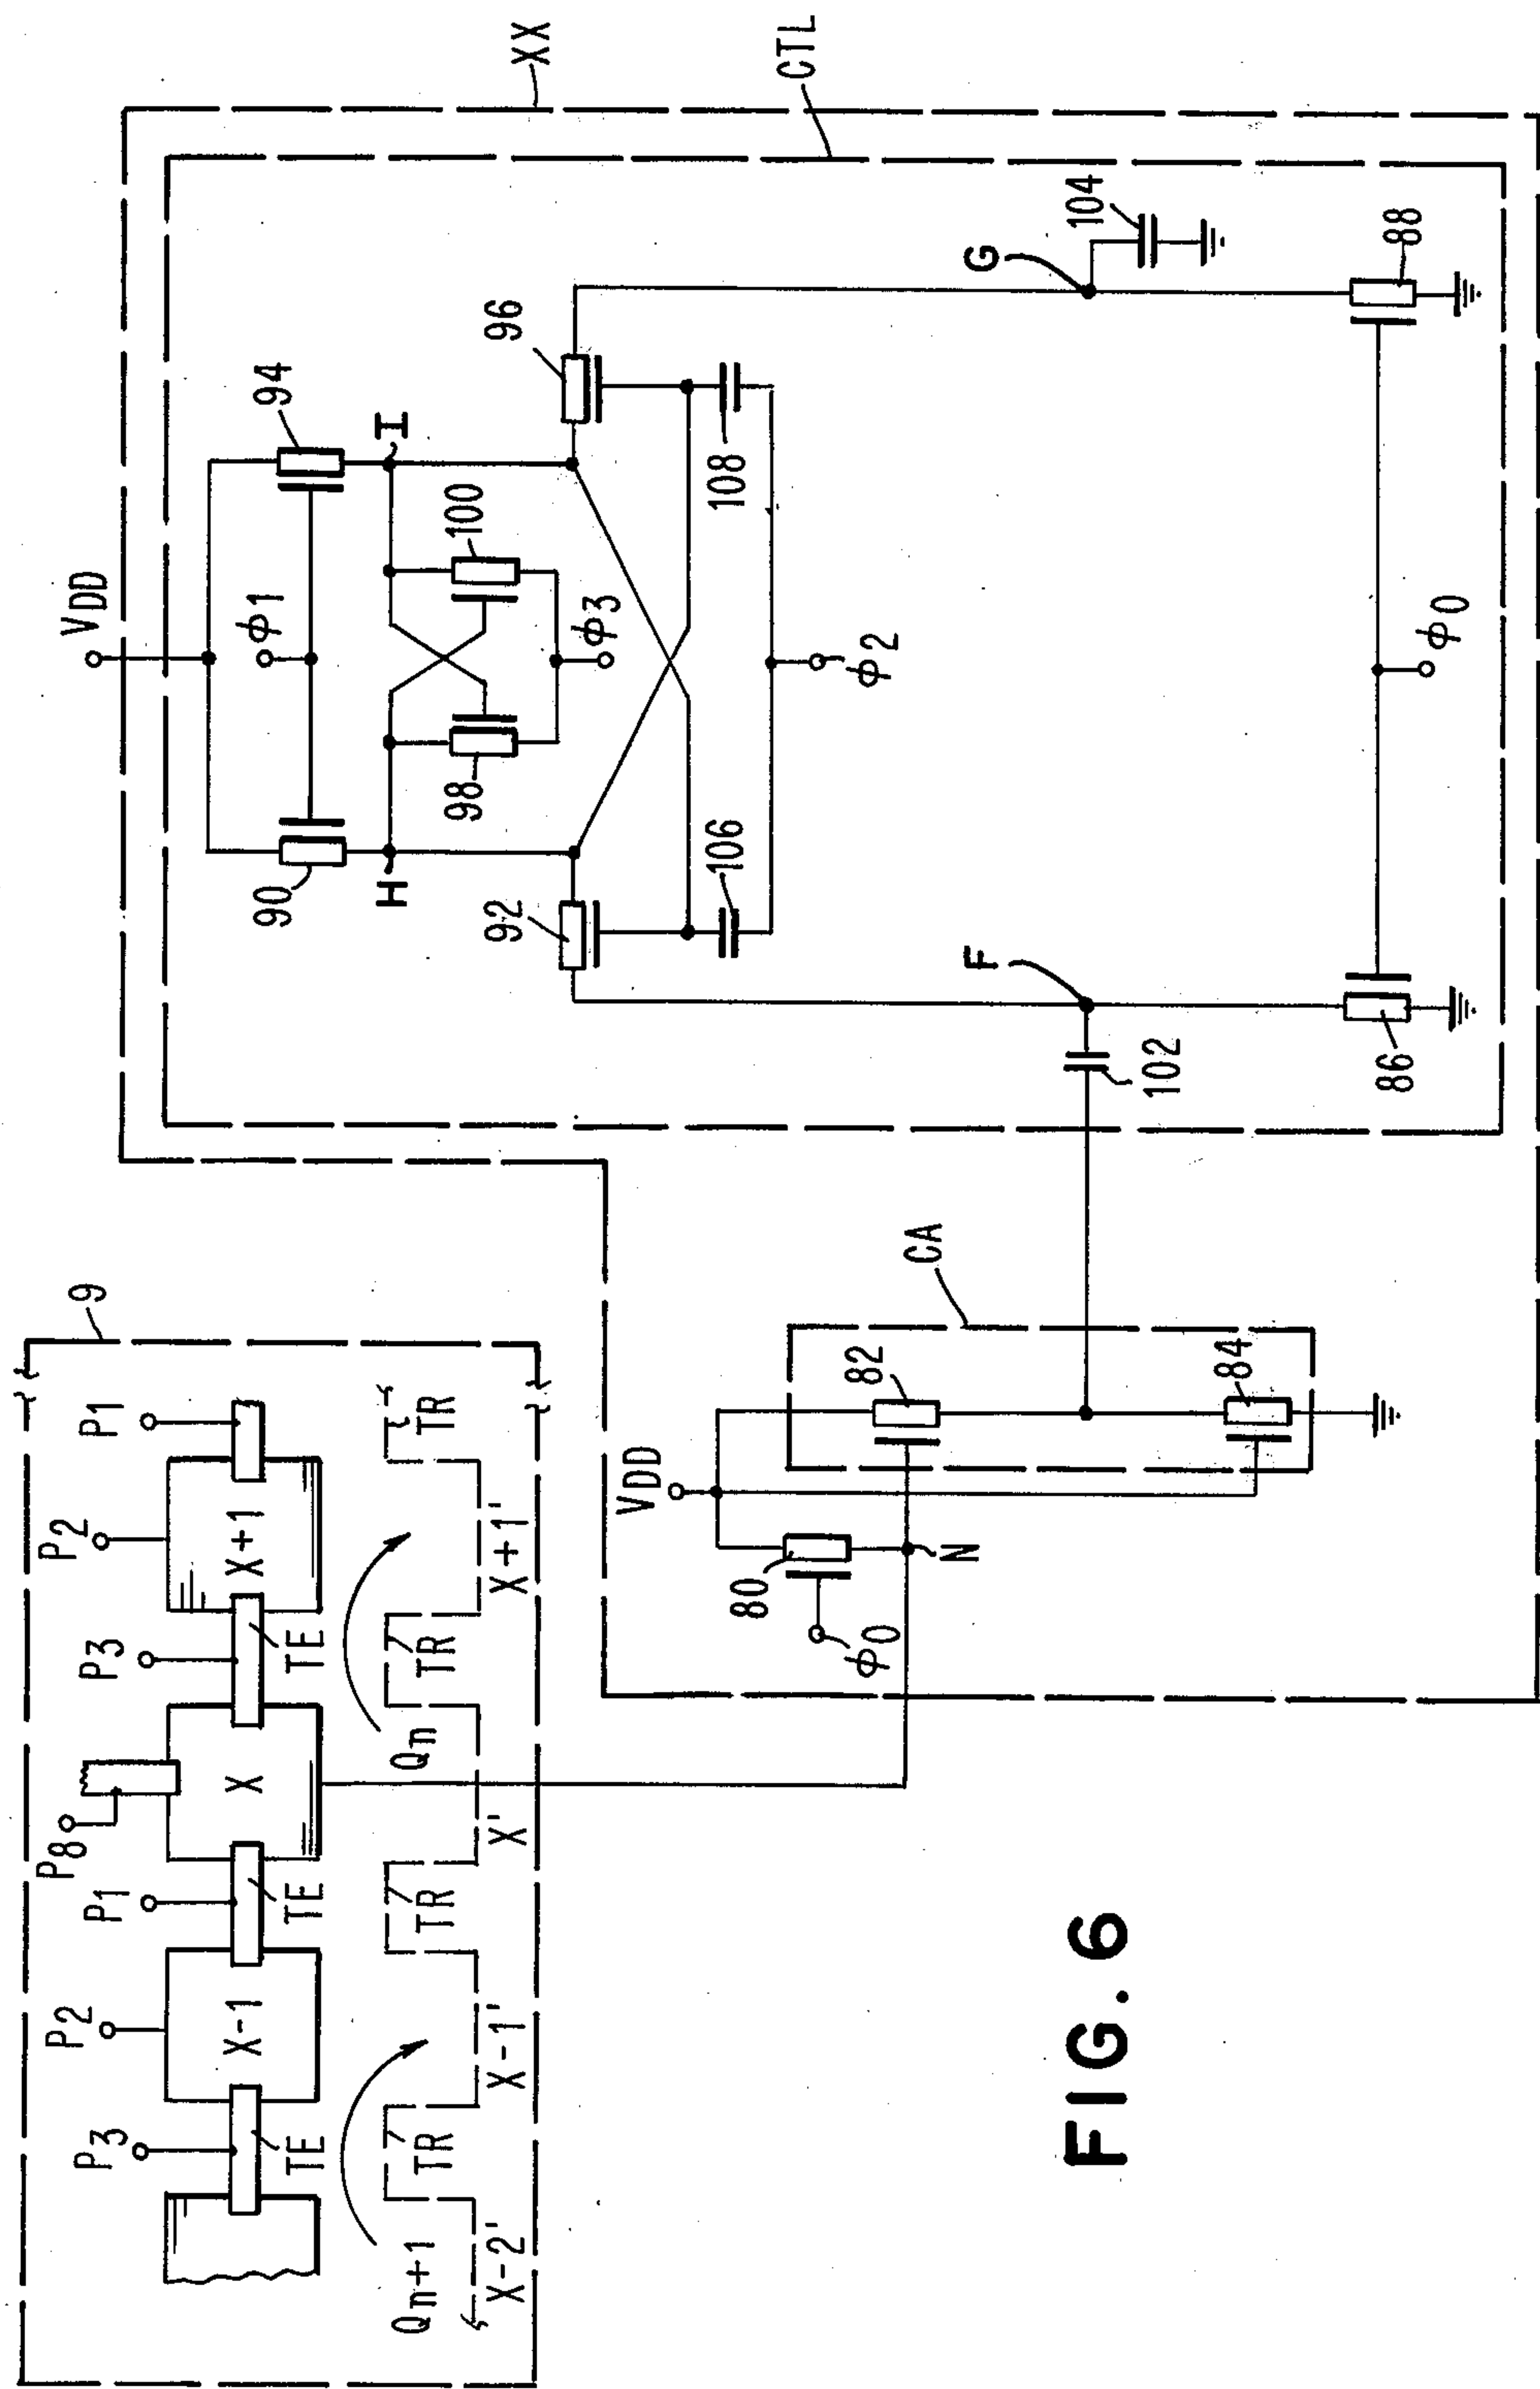 9
P3
P2
P1
P8
P3
P2
P1
X-1
X
X+1
TE
TE
TE
Qn+1
Qn
TR
TR
TR
TR
X-2'
X-1'
X'
X+1'
XX
CTL
VDD
ϕ1
90
94
H
I
98
100
ϕ3
92
96
106
108
ϕ2
F
G
102
104
86
88
ϕ0
CA
VDD
80
82
ϕ0
N
84
FIG. 6